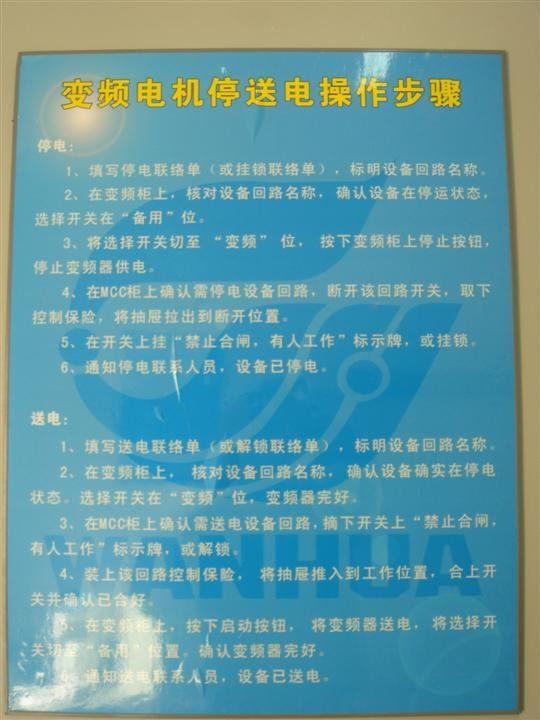 变频电机停送电操作步骤
停电：
1、填写停电联络单（或挂锁联络单），标明设备回路名称。
2、在变频柜上，核对设备回路名称，确认设备在停运状态，
选择开关在“备用”位。
3、将选择开关切至“变频”位，按下变频柜上停止按钮，
停止变频器供电。
4、在MCC柜上确认需停电设备回路，断开该回路开关，取下
控制保险，将抽屉拉出到断开位置。
5、在开关上挂“禁止合闸，有人工作”标示牌，或挂锁。
6、通知停电联系人员，设备已停电。
送电：
1、填写送电联络单（或解锁联络单），标明设备回路名称。
2、在变频柜上，核对设备回路名称，确认设备确实在停电
状态。选择开关在“变频”位，变频器完好。
3、在MCC柜上确认需送电设备回路，摘下开关上“禁止合闸，
有人工作”标示牌，或解锁。
4、装上该回路控制保险，将抽屉推入到工作位置，合上开
关并确认已合好。
5、在变频柜上，按下启动按钮，将变频器送电，将选择开
关切至“备用”位置。确认变频器完好。
6、通知送电联系人员，设备已送电。
WANHUA